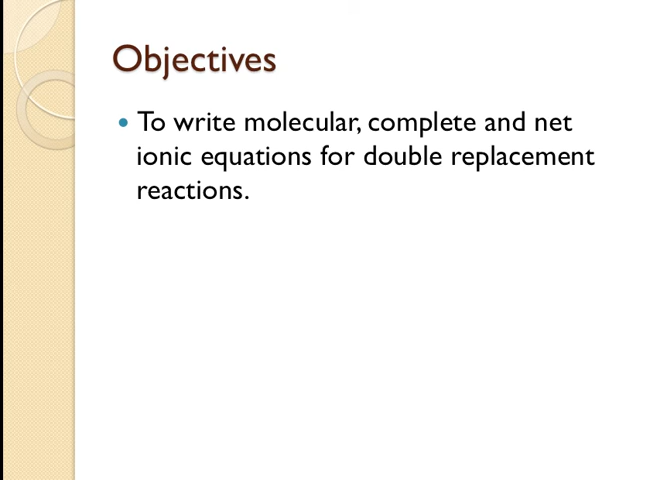 Objectives
• To write molecular, complete and net
ionic equations for double replacement
reactions.